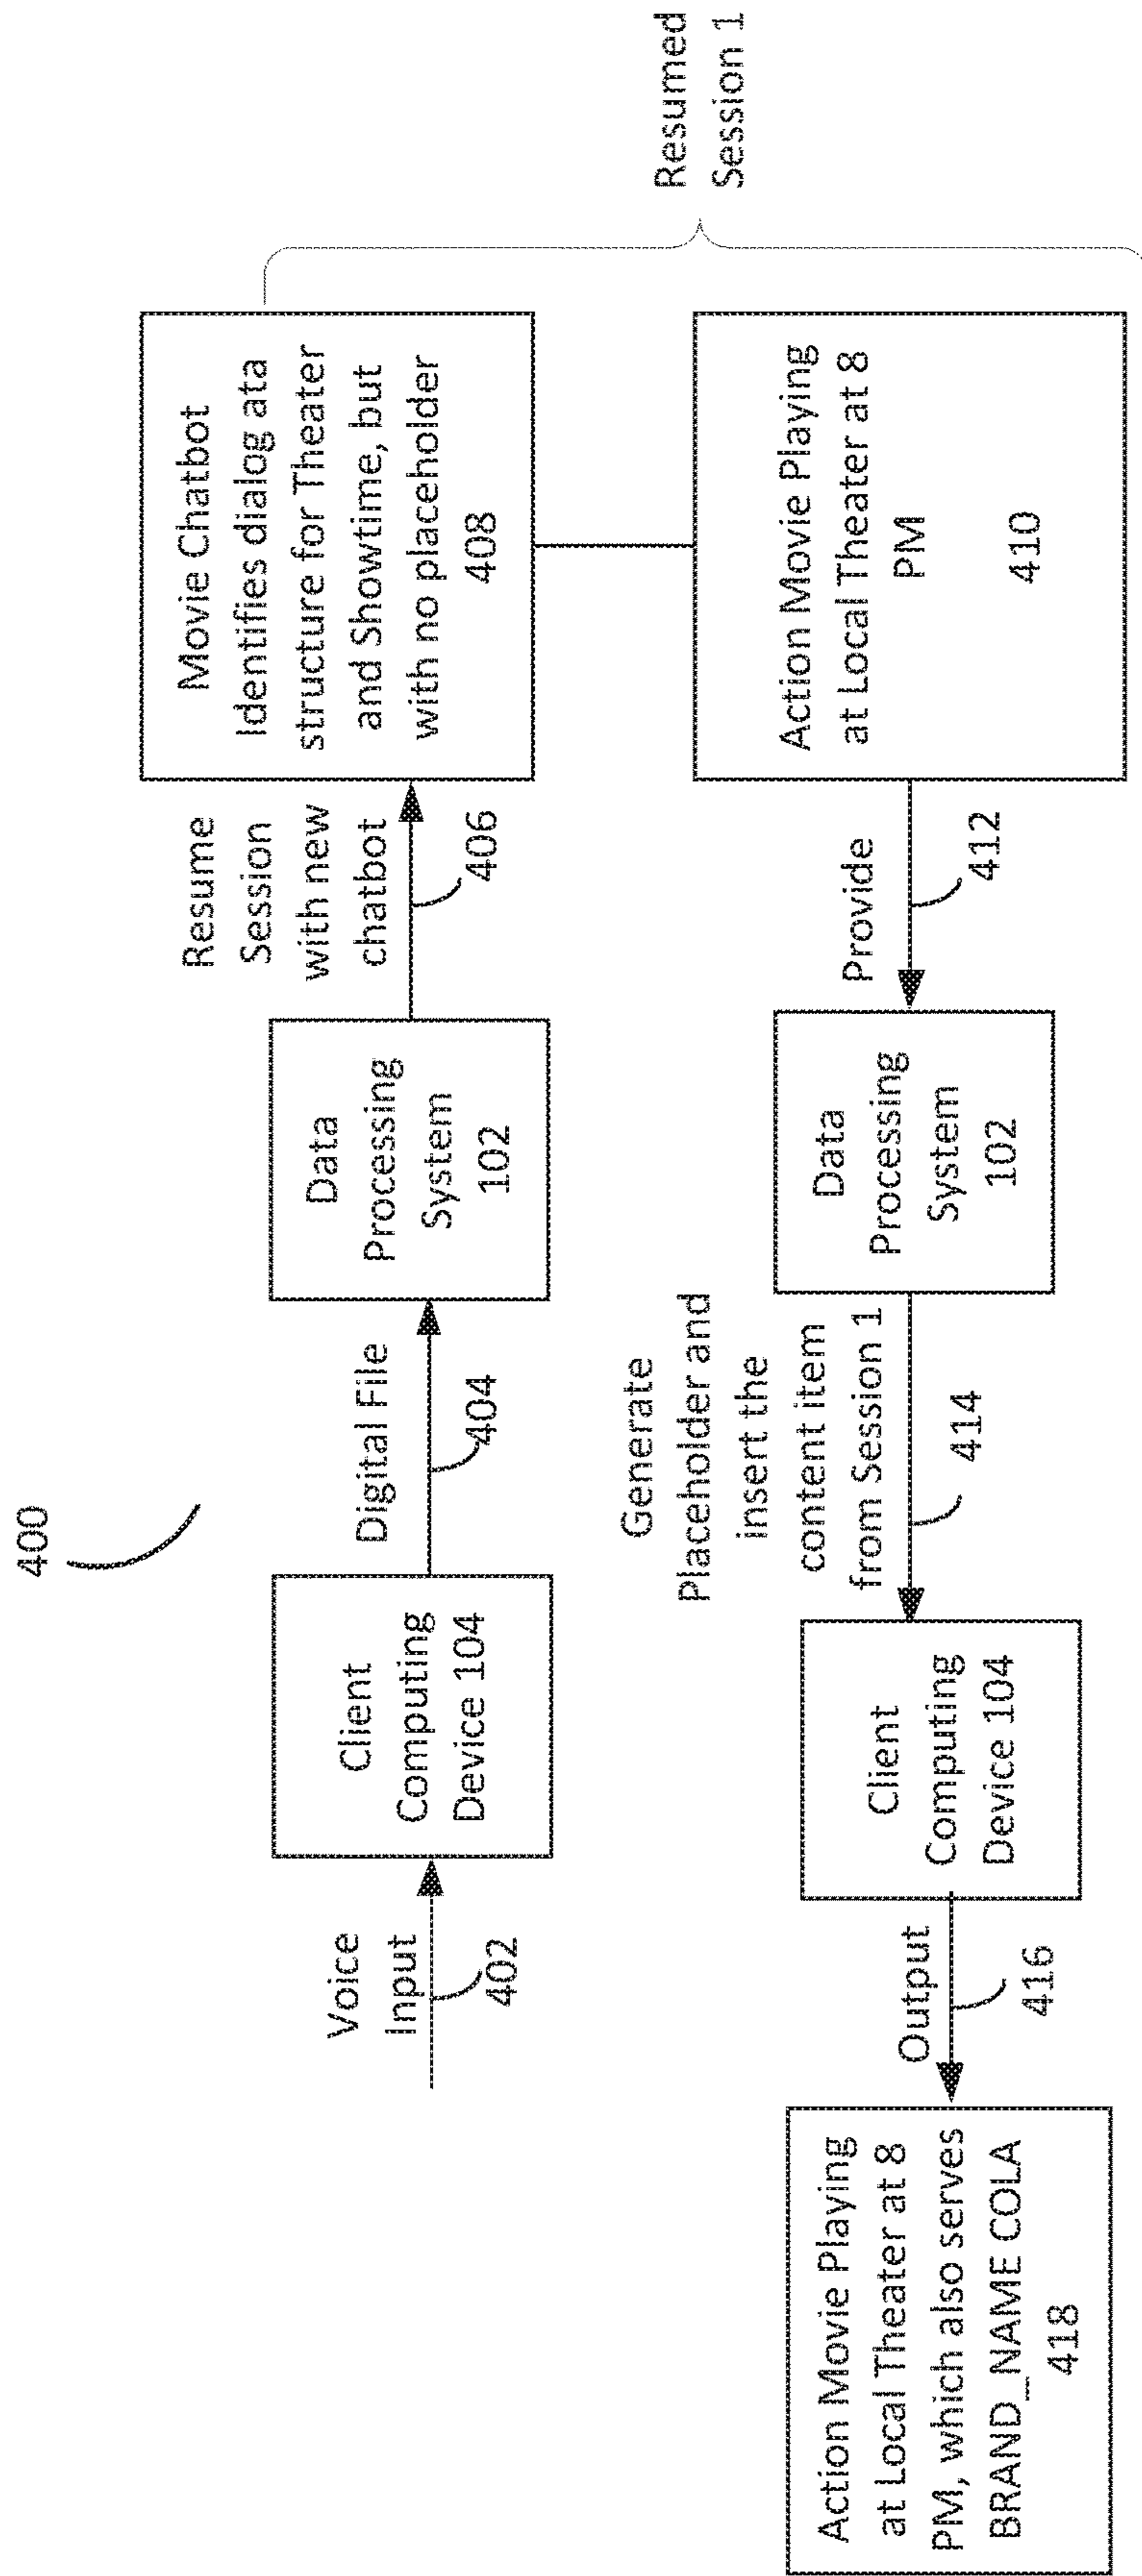 400
Voice
Input
402
Client
Computing
Device 104
Digital File
404
Data
Processing
System
102
Resume
Session
with new
chatbot
406
Movie Chatbot
Identifies dialog ata
structure for Theater
and Showtime, but
with no placeholder
408
Resumed
Session 1
Action Movie Playing
at Local Theater at 8
PM
410
Provide
412
Data
Processing
System
102
Generate
Placeholder and
insert the
content item
from Session 1
414
Client
Computing
Device 104
Output
416
Action Movie Playing
at Local Theater at 8
PM, which also serves
BRAND_NAME COLA
418